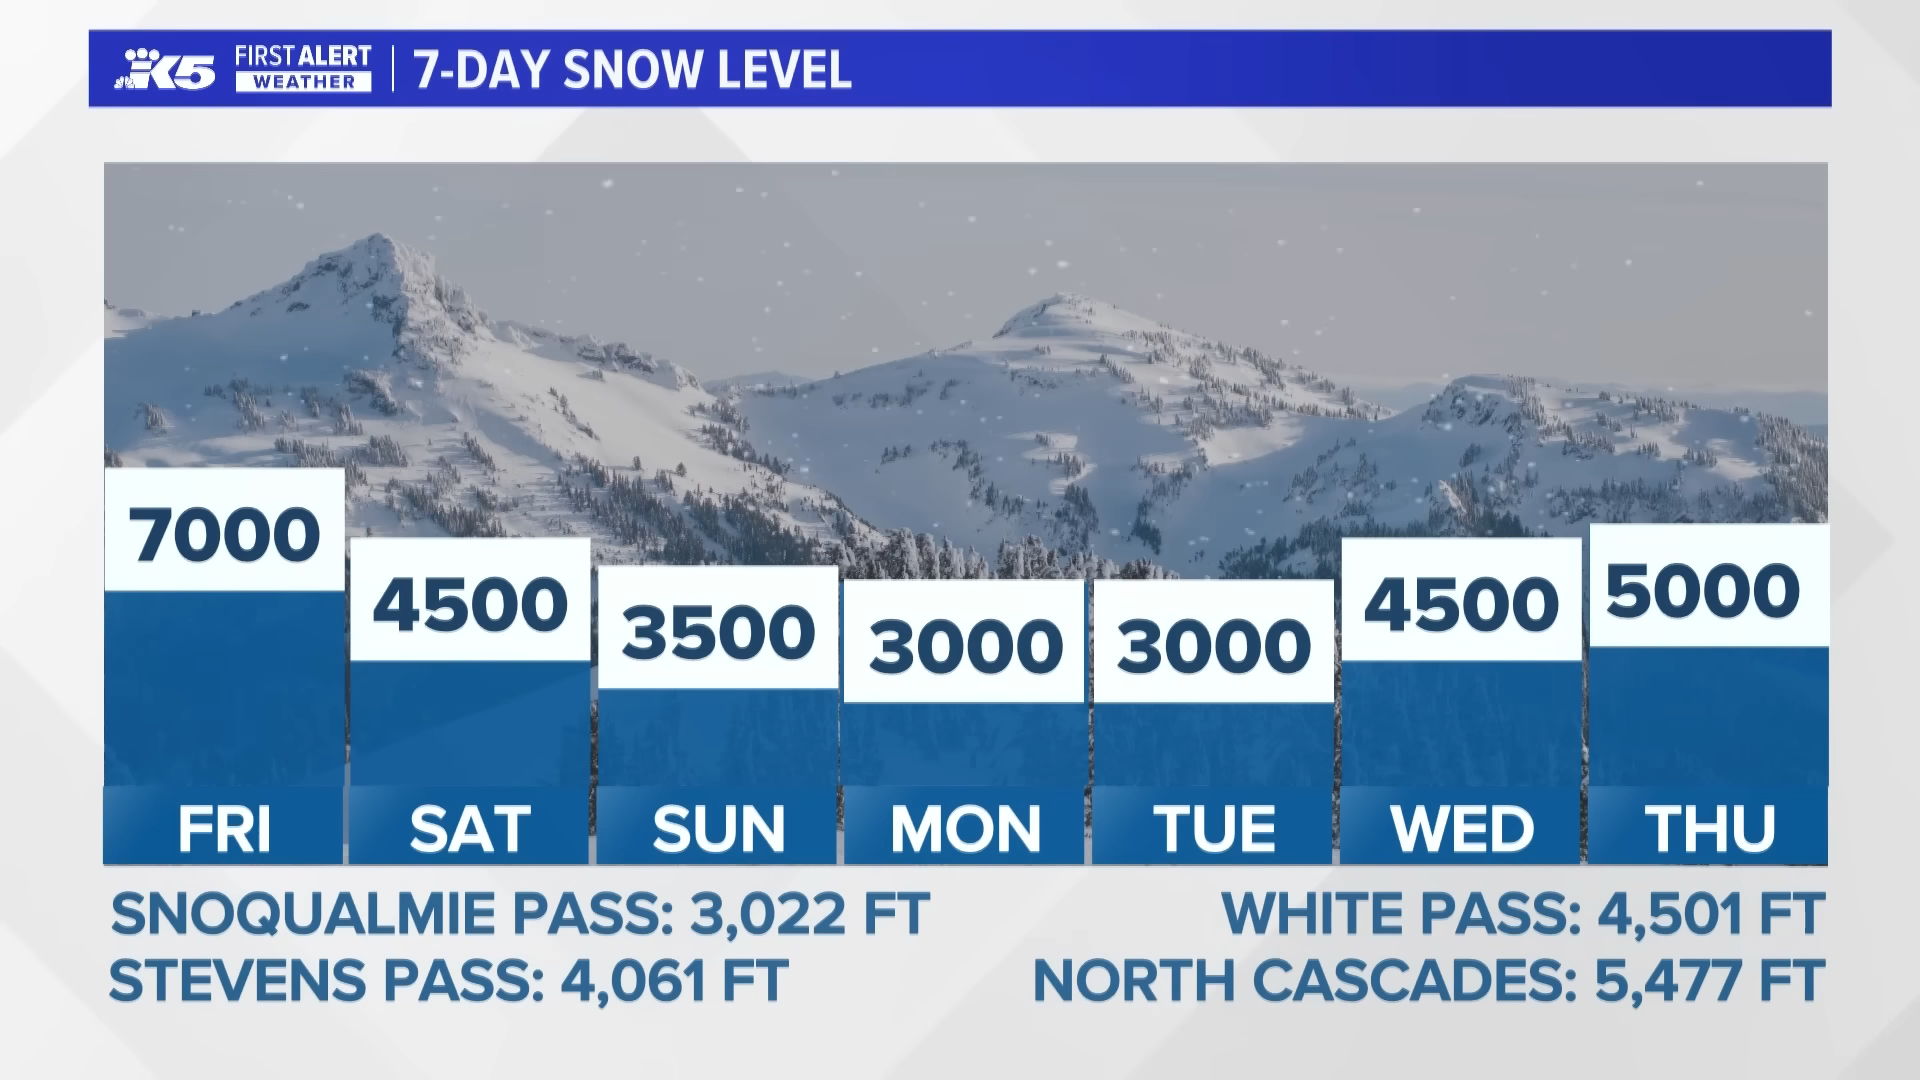 K5 FIRST ALERT WEATHER 7-DAY SNOW LEVEL
7000
4500
3500
3000
3000
4500
5000
FRI SAT SUN MON TUE WED THU
SNOQUALMIE PASS: 3,022 FT
WHITE PASS: 4,501 FT
STEVENS PASS: 4,061 FT
NORTH CASCADES: 5,477 FT